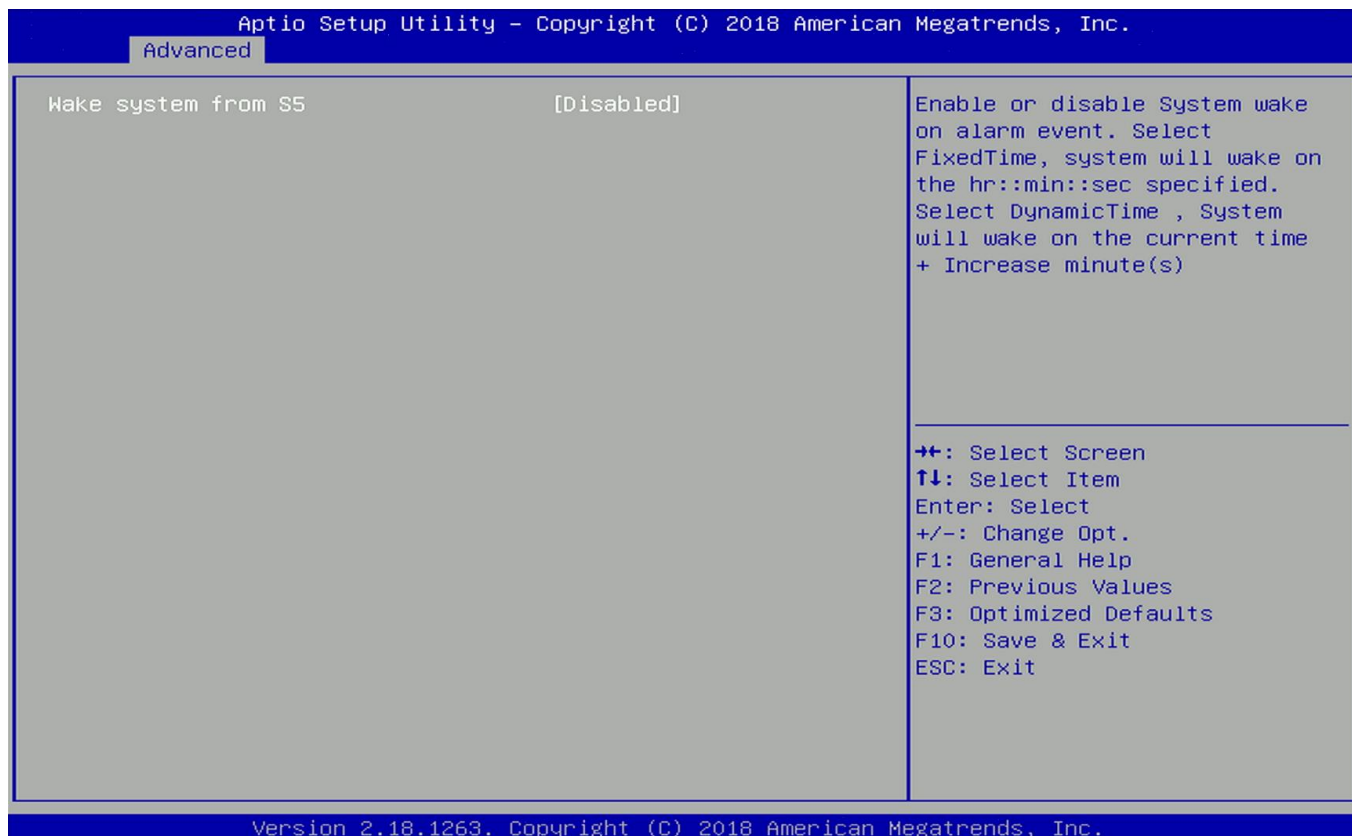 Aptio Setup Utility – Copyright (C) 2018 American Megatrends, Inc.
Advanced
Wake system from S5 [Disabled]
Enable or disable System wake
on alarm event. Select
FixedTime, system will wake on
the hr::min::sec specified.
Select DynamicTime , System
will wake on the current time
+ Increase minute(s)
→←: Select Screen
↑↓: Select Item
Enter: Select
+/-: Change Opt.
F1: General Help
F2: Previous Values
F3: Optimized Defaults
F10: Save & Exit
ESC: Exit
Version 2.18.1263. Copyright (C) 2018 American Megatrends, Inc.